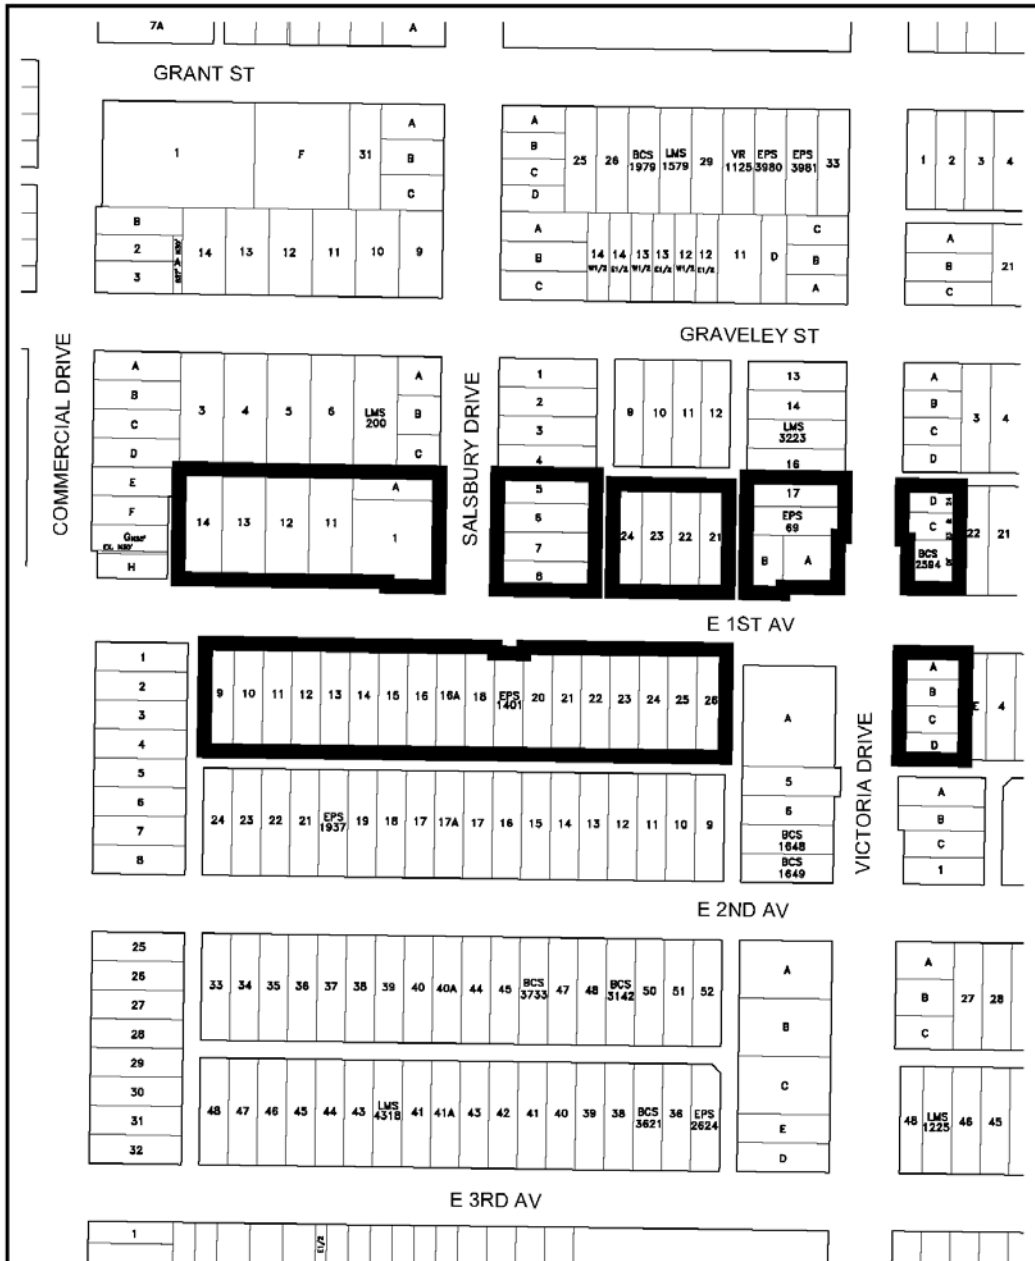 7A
A
GRANT ST
1
F
31
A
B
C
A
B
C
D
25
26
BCS
1979
LMS
1579
29
VR
1125
EPS
3980
EPS
3981
33
1
2
3
4
B
2
3
A
14
13
12
11
10
9
A
B
C
14
W1/2
14
E1/2
13
W1/2
13
E1/2
12
W1/2
12
E1/2
11
D
C
B
A
A
B
C
21
GRAVELEY ST
COMMERCIAL DRIVE
SALSBURY DRIVE
A
B
C
D
E
F
H
3
4
5
6
LMS
200
A
B
C
1
2
3
4
9
10
11
12
13
14
LMS
3223
16
A
B
C
D
3
4
14
13
12
11
A
1
5
6
7
8
24
23
22
21
17
EPS
69
B
A
D
C
BCS
2594
22
21
E 1ST AV
1
2
3
4
5
6
7
8
9
10
11
12
13
14
15
16
16A
18
EPS
1401
20
21
22
23
24
25
26
A
5
6
BCS
1648
BCS
1649
VICTORIA DRIVE
A
B
C
D
E
4
24
23
22
21
EPS
1937
19
18
17
17A
17
16
15
14
13
12
11
10
9
A
B
C
1
E 2ND AV
25
26
27
28
29
30
31
32
33
34
35
36
37
38
39
40
40A
44
45
BCS
3733
47
48
BCS
3142
50
51
52
A
B
C
E
D
A
B
C
27
28
48
47
46
45
44
43
LMS
4318
41
41A
43
42
41
40
39
38
BCS
3621
36
EPS
2624
48
LMS
1225
46
45
E 3RD AV
1
E1/2